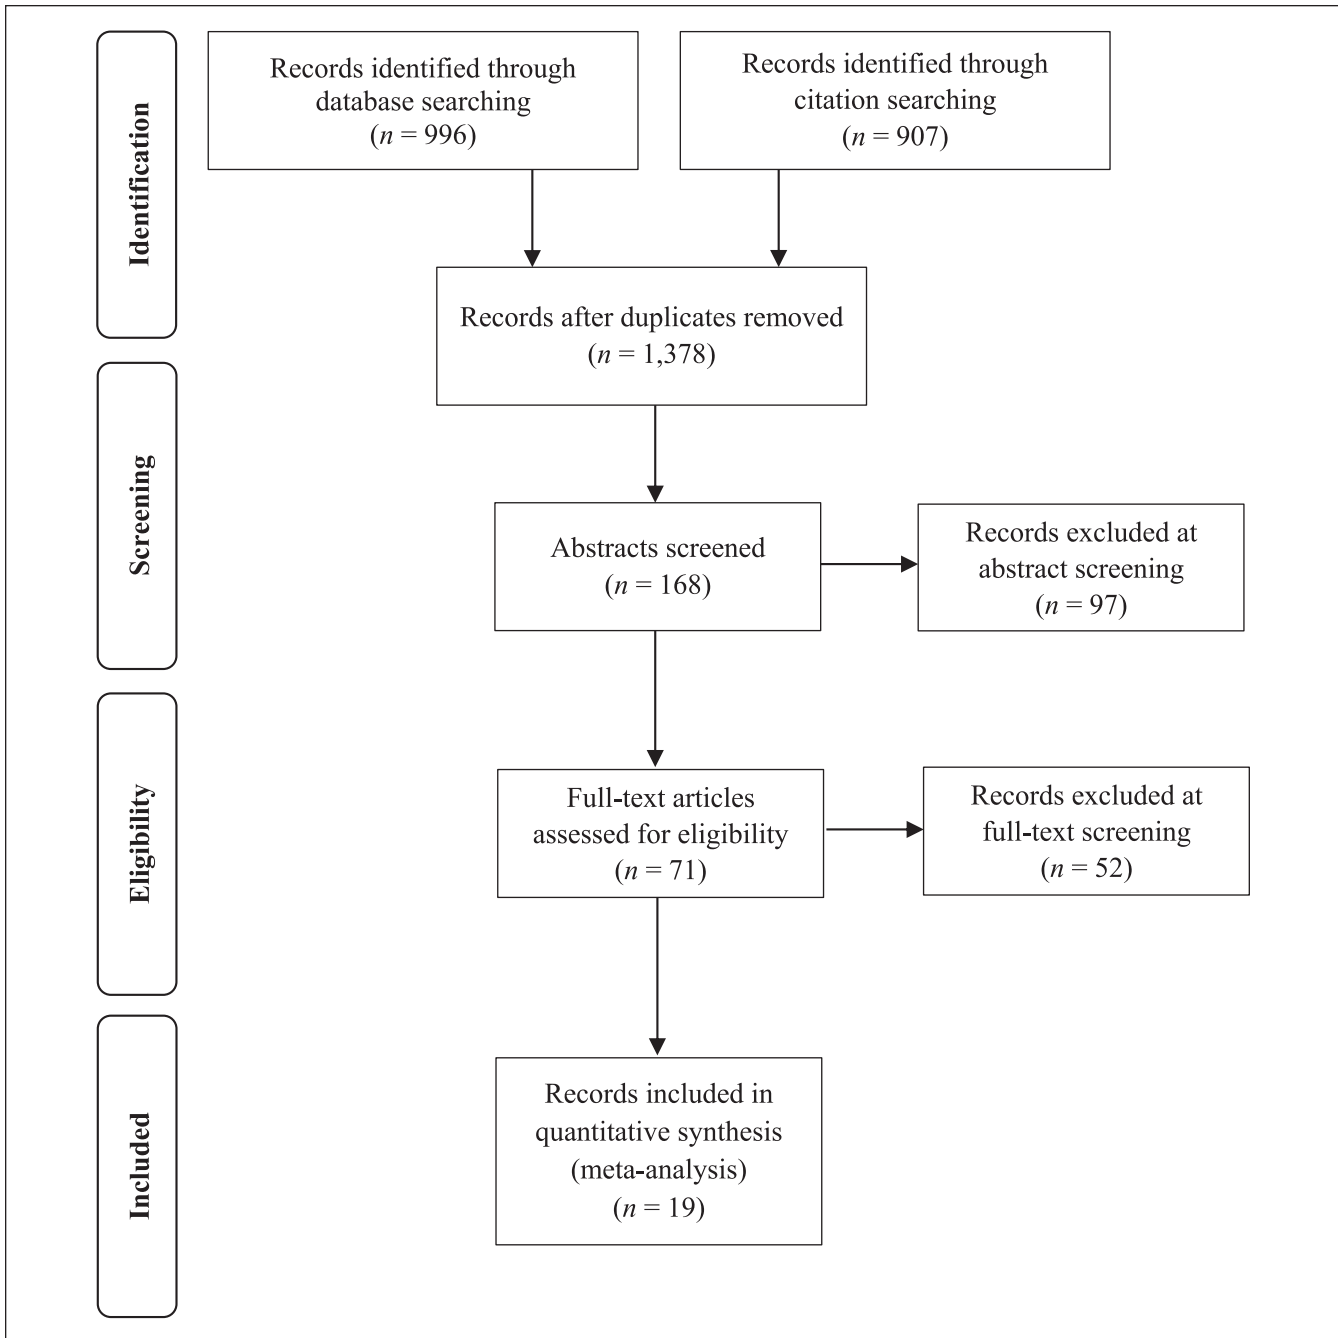 Identification
Records identified through
database searching
(n = 996)
Records identified through
citation searching
(n = 907)
Records after duplicates removed
(n = 1,378)
Screening
Abstracts screened
(n = 168)
Records excluded at
abstract screening
(n = 97)
Eligibility
Full-text articles
assessed for eligibility
(n = 71)
Records excluded at
full-text screening
(n = 52)
Included
Records included in
quantitative synthesis
(meta-analysis)
(n = 19)